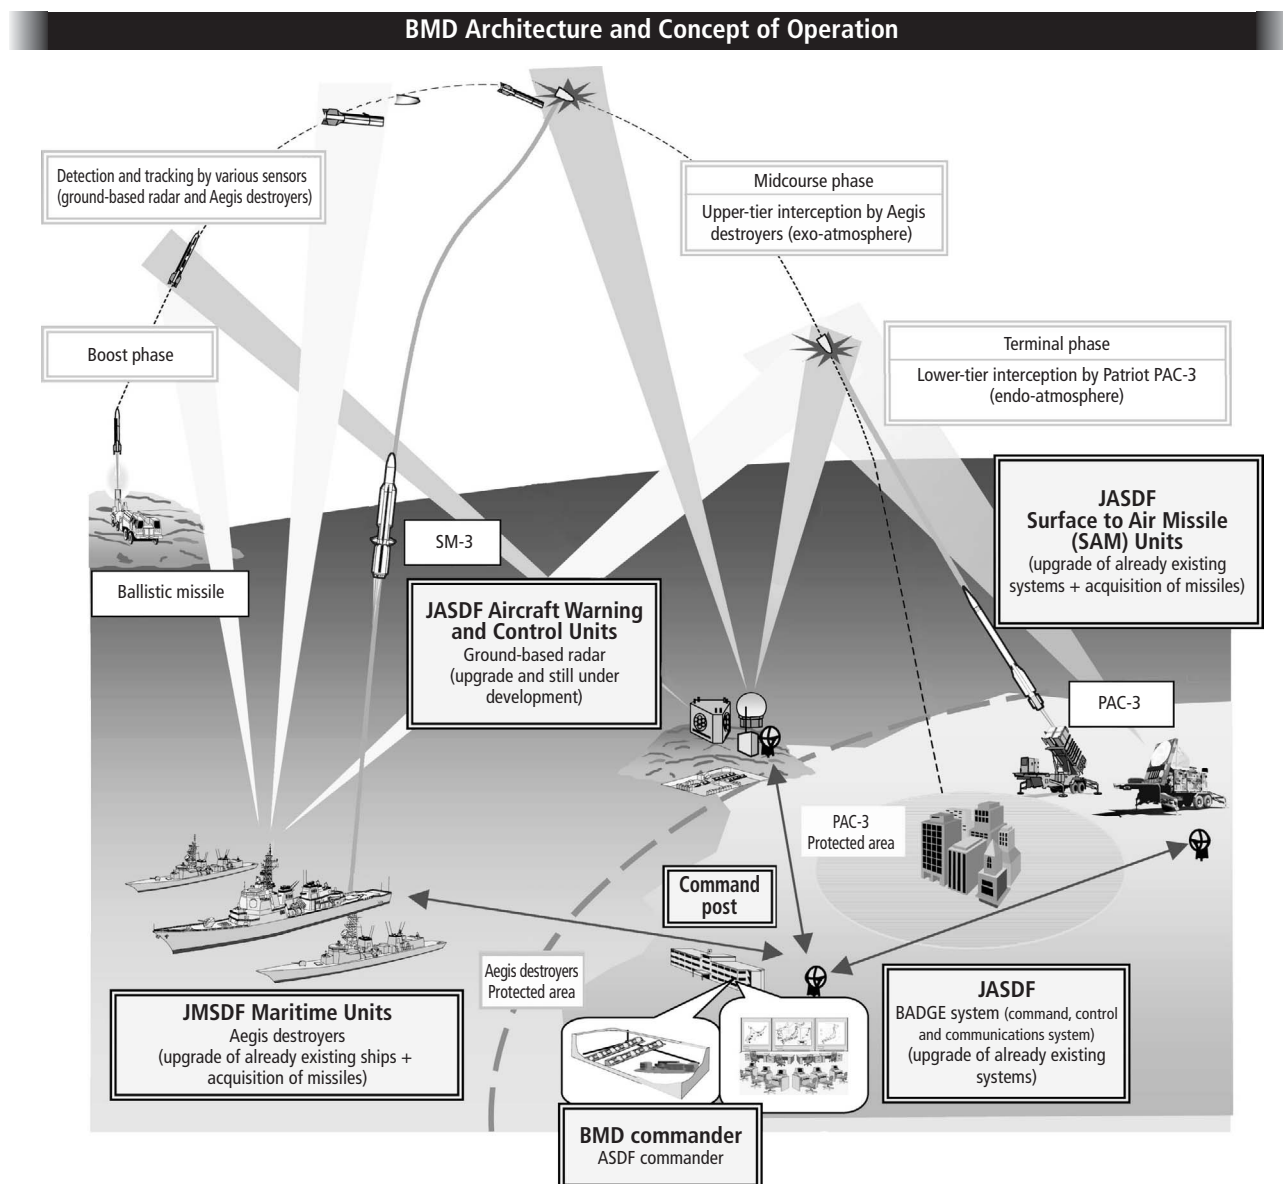 BMD Architecture and Concept of Operation
Detection and tracking by various sensors
(ground-based radar and Aegis destroyers)
Midcourse phase
Upper-tier interception by Aegis
destroyers (exo-atmosphere)
Boost phase
Terminal phase
Lower-tier interception by Patriot PAC-3
(endo-atmosphere)
JASDF
Surface to Air Missile
(SAM) Units
(upgrade of already existing
systems + acquisition of missiles)
SM-3
Ballistic missile
JASDF Aircraft Warning
and Control Units
Ground-based radar
(upgrade and still under
development)
PAC-3
PAC-3
Protected area
Command
post
Aegis destroyers
Protected area
JMSDF Maritime Units
Aegis destroyers
(upgrade of already existing ships +
acquisition of missiles)
JASDF
BADGE system (command, control
and communications system)
(upgrade of already existing
systems)
BMD commander
ASDF commander